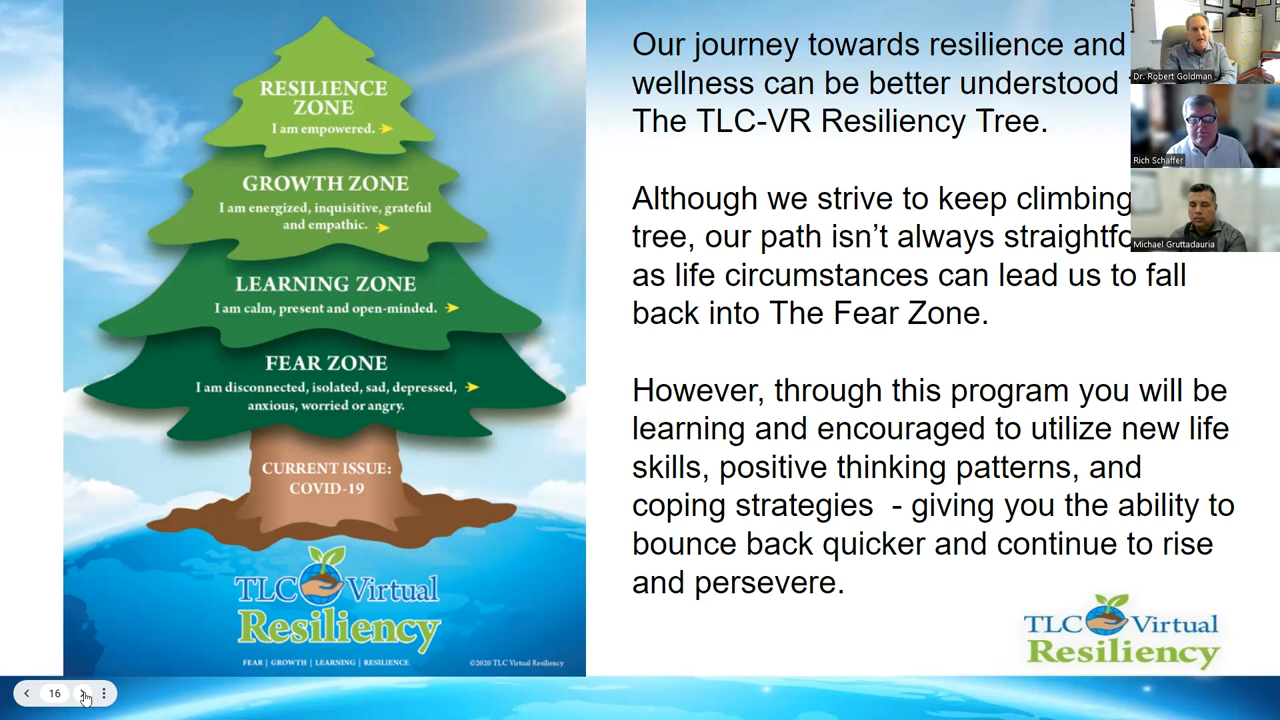 RESILIENCE
ZONE
I am empowered.
GROWTH ZONE
I am energized, inquisitive, grateful
and empathic.
LEARNING ZONE
I am calm, present and open-minded.
FEAR ZONE
I am disconnected, isolated, sad, depressed,
anxious, worried or angry.
CURRENT ISSUE:
COVID-19
TLC Virtual
Resiliency
FEAR | GROWTH | LEARNING | RESILIENCE
©2020 TLC Virtual Resiliency
Our journey towards resilience and
wellness can be better understood
The TLC-VR Resiliency Tree.
Although we strive to keep climbing
tree, our path isn’t always
as life circumstances can lead us to fall
back into The Fear Zone.
However, through this program you will be
learning and encouraged to utilize new life
skills, positive thinking patterns, and
coping strategies - giving you the ability to
bounce back quicker and continue to rise
and persevere.
TLC Virtual
Resiliency
Dr. Robert Goldman
Rich Schaffer
Michael Gruttadauria
16